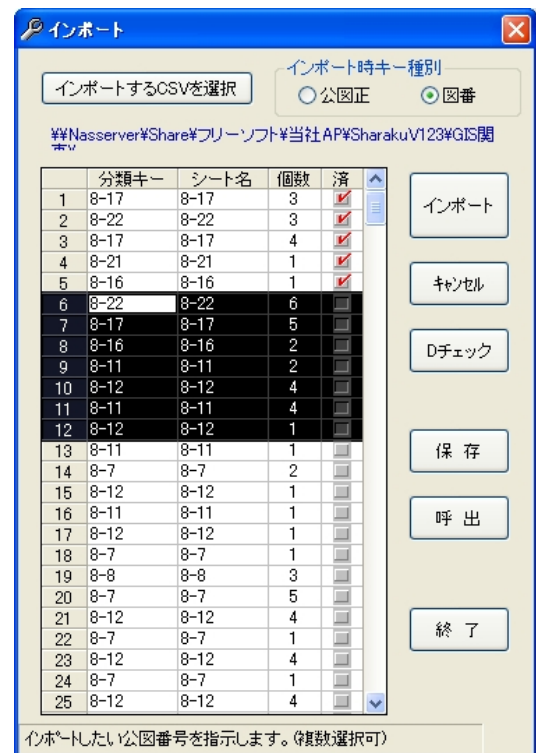 インポート
インポートするCSVを選択
インポート時キー種別
公図正
図番
¥¥Nasserver¥Share¥フリーソフト¥当社AP¥SharakuV123¥GIS関
分類キー シート名 個数 済
1 8-17 8-17 3
2 8-22 8-22 3
3 8-17 8-17 4
4 8-21 8-21 1
5 8-16 8-16 1
6 8-22 8-22 6
7 8-17 8-17 5
8 8-16 8-16 2
9 8-11 8-11 2
10 8-12 8-12 4
11 8-11 8-11 4
12 8-12 8-12 1
13 8-11 8-11 1
14 8-7 8-7 2
15 8-12 8-12 1
16 8-11 8-11 1
17 8-12 8-12 1
18 8-7 8-7 1
19 8-8 8-8 3
20 8-7 8-7 5
21 8-12 8-12 4
22 8-7 8-7 1
23 8-12 8-12 4
24 8-7 8-7 1
25 8-12 8-12 4
インポート
キャンセル
Dチェック
保 存
呼 出
終 了
インポートしたい公図番号を指示します。(複数選択可)